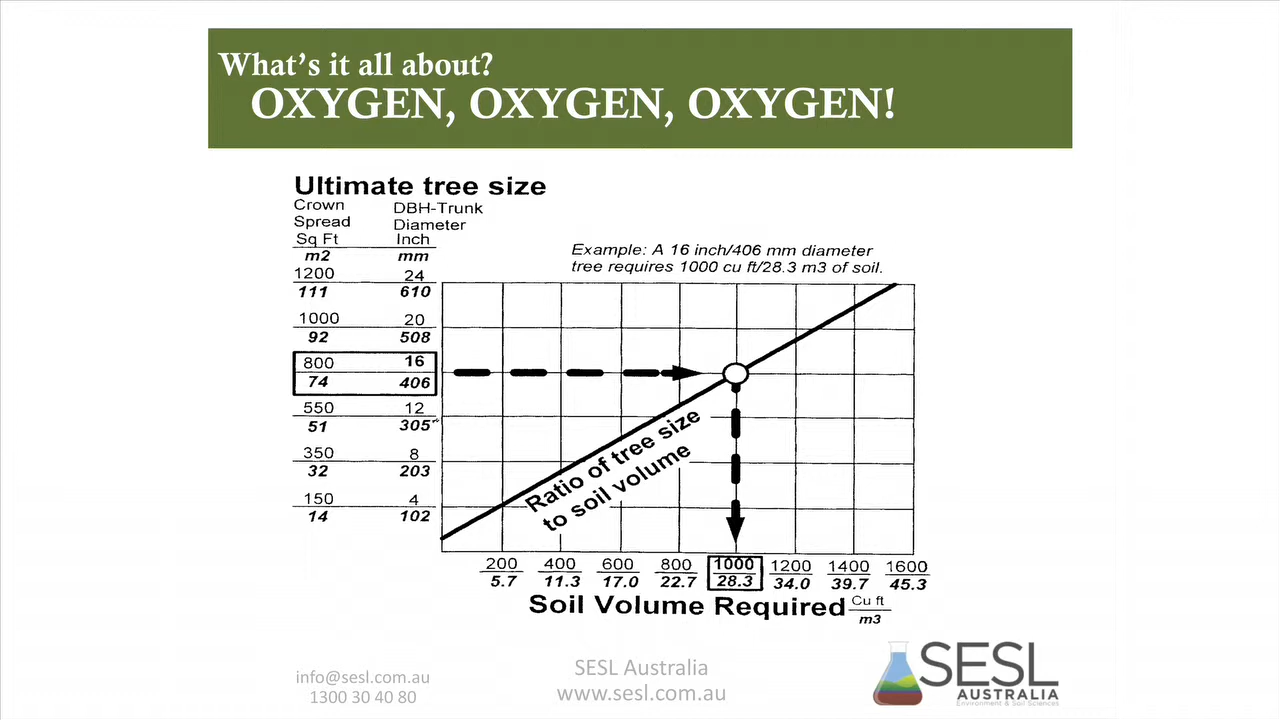 What's it all about?
OXYGEN, OXYGEN, OXYGEN!
Ultimate tree size
Crown Spread Sq Ft m2
DBH-Trunk Diameter Inch mm
Example: A 16 inch/406 mm diameter
tree requires 1000 cu ft/28.3 m3 of soil.
1200 24
111 610
1000 20
92 508
800 16
74 406
550 12
51 305
350 8
32 203
150 4
14 102
Ratio of tree size
to soil volume
200 400 600 800 1000 1200 1400 1600
5.7 11.3 17.0 22.7 28.3 34.0 39.7 45.3
Soil Volume Required Cu ft
m3
info@sesl.com.au
1300 30 40 80
SESL Australia
www.sesl.com.au
SESL
AUSTRALIA
Environment & Soil Sciences